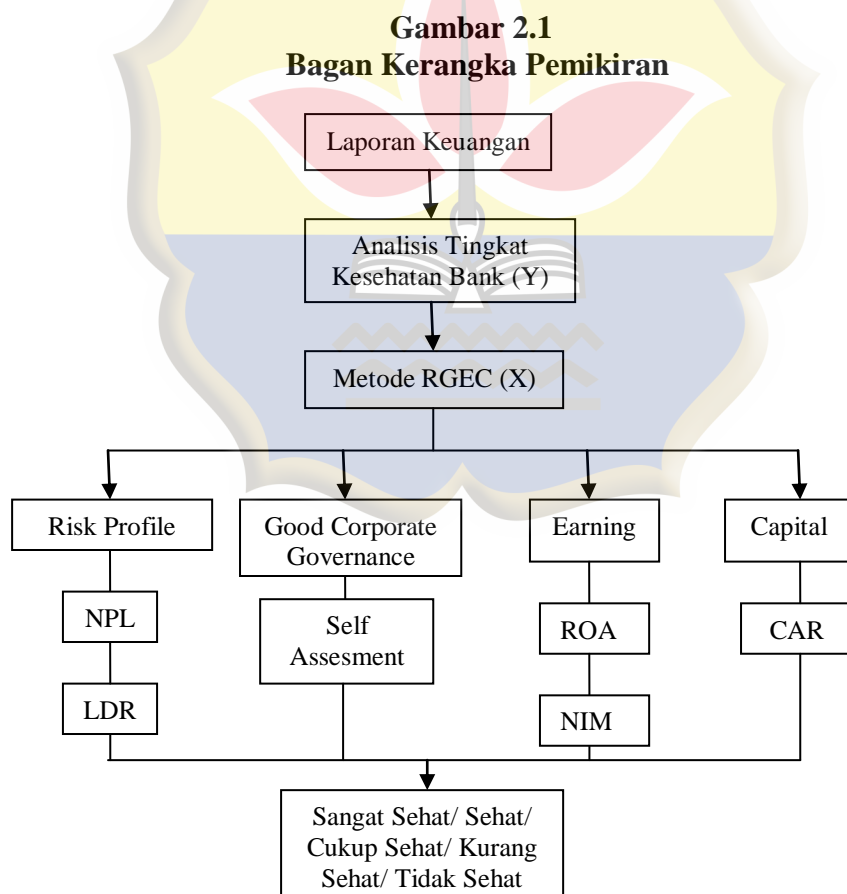 Gambar 2.1
Bagan Kerangka Pemikiran
Laporan Keuangan
Analisis Tingkat
Kesehatan Bank (Y)
Metode RGEC (X)
Risk Profile
Good Corporate
Governance
Earning
Capital
NPL
Self
Assesment
ROA
CAR
LDR
NIM
Sangat Sehat/ Sehat/
Cukup Sehat/ Kurang
Sehat/ Tidak Sehat